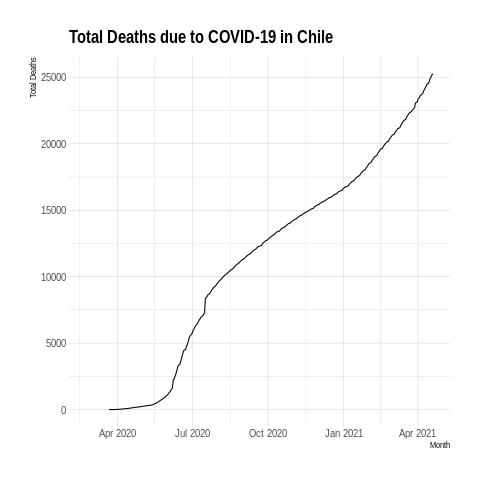 Total Deaths due to COVID-19 in Chile
Total Deaths
25000
20000
15000
10000
5000
0
Apr 2020 Jul 2020 Oct 2020 Jan 2021 Apr 2021
Month